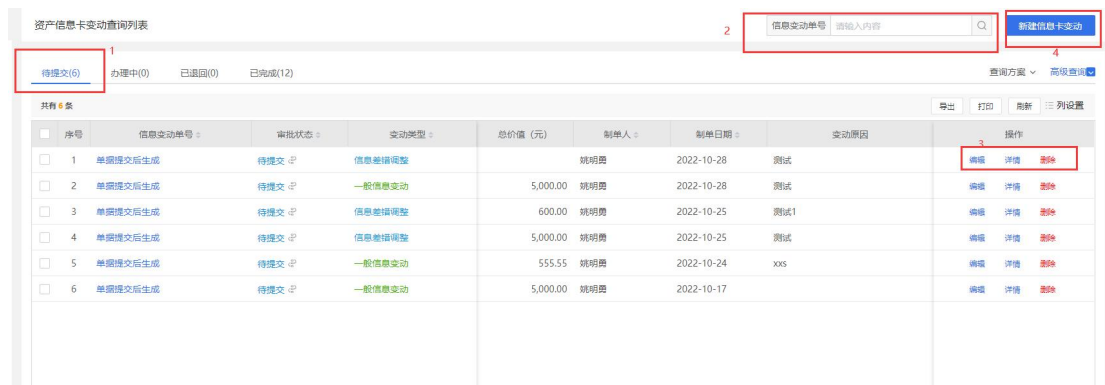 资产信息卡变动查询列表
2
信息变动单号 请输入内容
新建信息卡变动
1
4
待提交(6) 办理中(0) 已退回(0) 已完成(12)
查询方案 高级查询
共有 6 条
导出 打印 刷新 列设置
序号 信息变动单号 审批状态 变动类型 总价值（元） 制单人 制单日期 变动原因 操作
3
1 单据提交后生成 待提交 信息差错调整 姚明勇 2022-10-28 测试 编辑 详情 删除
2 单据提交后生成 待提交 一般信息变动 5,000.00 姚明勇 2022-10-28 测试 编辑 详情 删除
3 单据提交后生成 待提交 信息差错调整 600.00 姚明勇 2022-10-25 测试1 编辑 详情 删除
4 单据提交后生成 待提交 信息差错调整 5,000.00 姚明勇 2022-10-25 测试 编辑 详情 删除
5 单据提交后生成 待提交 一般信息变动 555.55 姚明勇 2022-10-24 xxs 编辑 详情 删除
6 单据提交后生成 待提交 一般信息变动 5,000.00 姚明勇 2022-10-17 编辑 详情 删除